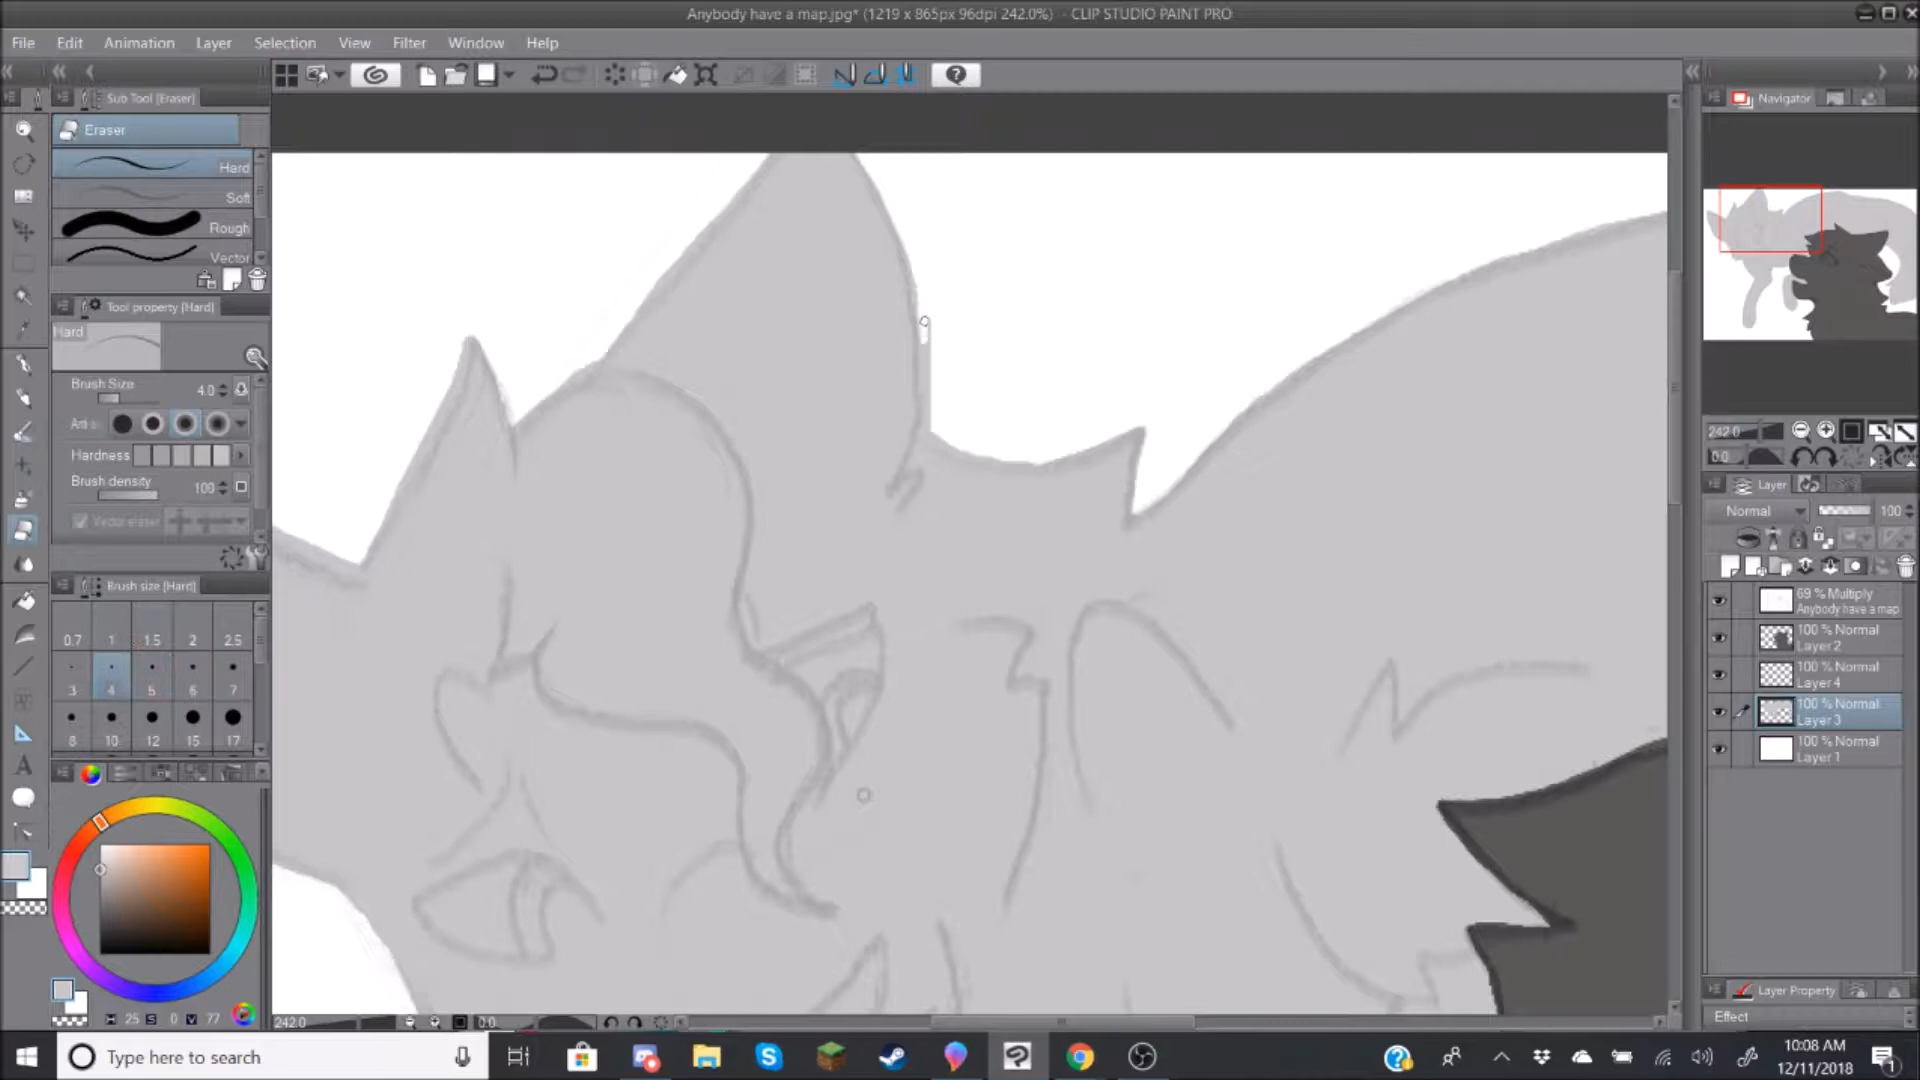 Anybody have a map.jpg* (1219 x 865px 96dpi 242.0%) - CLIP STUDIO PAINT PRO
File Edit Animation Layer Selection View Filter Window Help
Sub Tool [Eraser]
Eraser
Hard
Soft
Rough
Vector
Tool property [Hard]
Hard
Brush Size 4.0
Hardness
Brush density 100
Vector eraser
Brush size [Hard]
0.7 1 1.5 2 2.5
3 4 5 6 7
8 10 12 15 17
H 25 S 0 V 77
242.0 0.0
Navigator
242.0
0.0
Layer
Normal 100
69 % Multiply
Anybody have a map
100 % Normal
Layer 2
100 % Normal
Layer 4
100 % Normal
Layer 3
100 % Normal
Layer 1
Layer Property
Effect
Type here to search
10:08 AM
12/11/2018
1